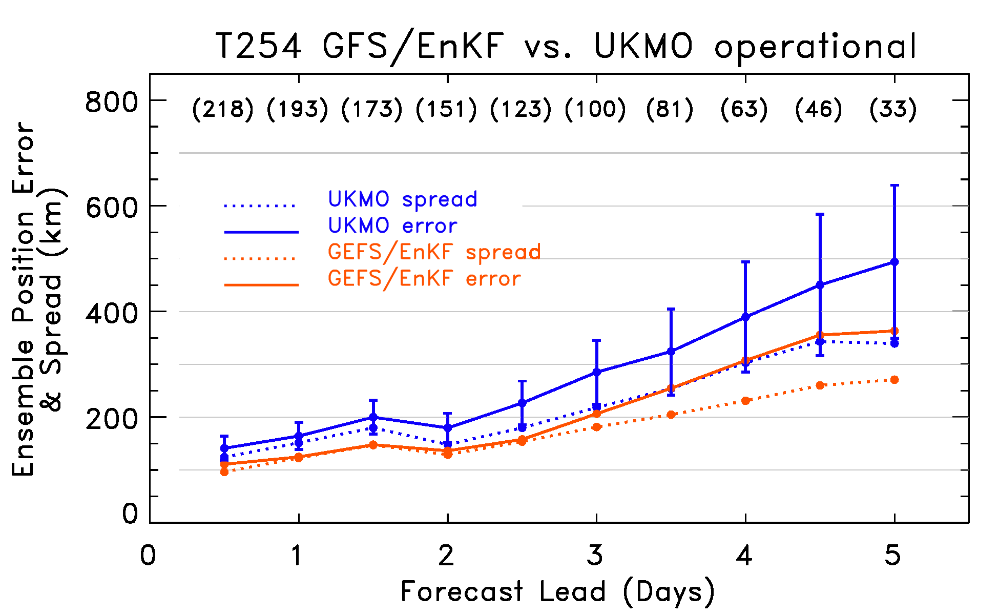 T254 GFS/EnKF vs. UKMO operational
800
(218) (193) (173) (151) (123) (100) (81) (63) (46) (33)
600
400
200
0
UKMO spread
UKMO error
GEFS/EnKF spread
GEFS/EnKF error
Ensemble Position Error
& Spread (km)
0 1 2 3 4 5
Forecast Lead (Days)